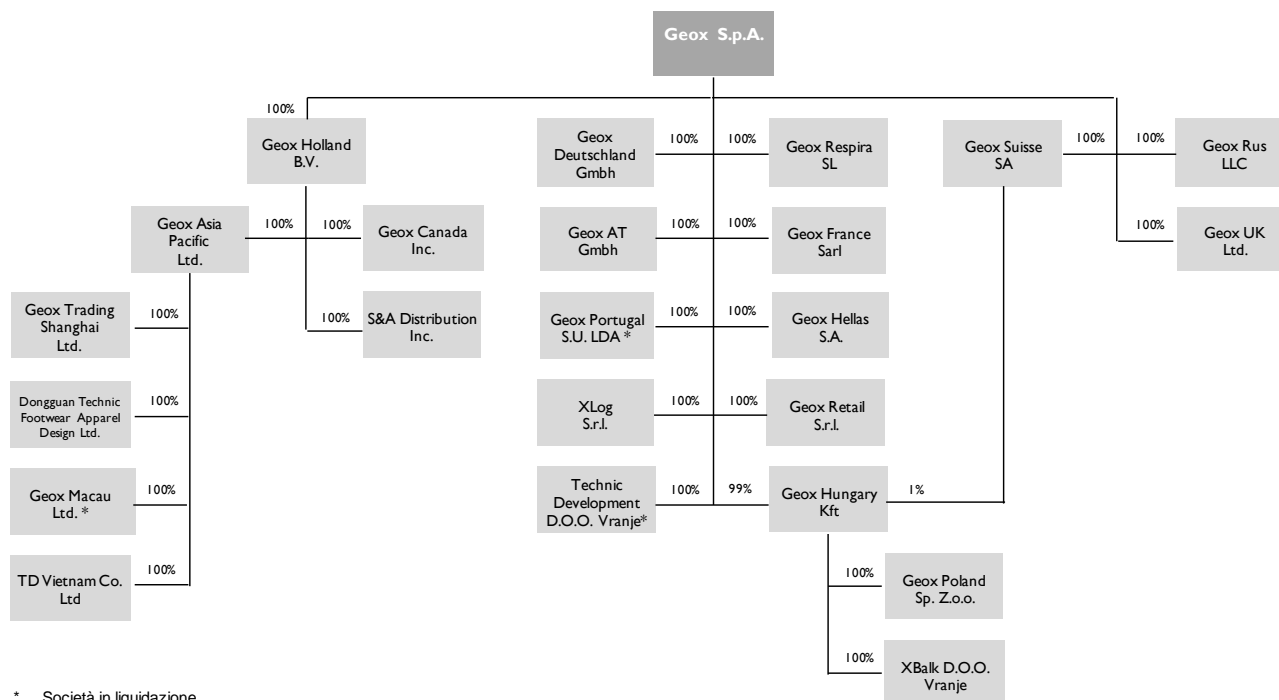 Geox S.p.A.
100%
Geox Holland
B.V.
Geox
Deutschland
Gmbh
100%
100%
Geox Respira
SL
Geox Suisse
SA
100%
100%
Geox Rus
LLC
Geox Asia
Pacific
Ltd.
100%
100%
Geox Canada
Inc.
Geox AT
Gmbh
100%
100%
Geox France
Sarl
100%
Geox UK
Ltd.
Geox Trading
Shanghai
Ltd.
100%
100%
S&A Distribution
Inc.
Geox Portugal
S.U. LDA *
100%
100%
Geox Hellas
S.A.
Dongguan Technic
Footwear Apparel
Design Ltd.
100%
XLog
S.r.l.
100%
100%
Geox Retail
S.r.l.
Geox Macau
Ltd. *
100%
Technic
Development
D.O.O. Vranje*
100%
99%
Geox Hungary
Kft
1%
TD Vietnam Co.
Ltd
100%
100%
Geox Poland
Sp. Z.o.o.
100%
XBalk D.O.O.
Vranje
* Società in liquidazione